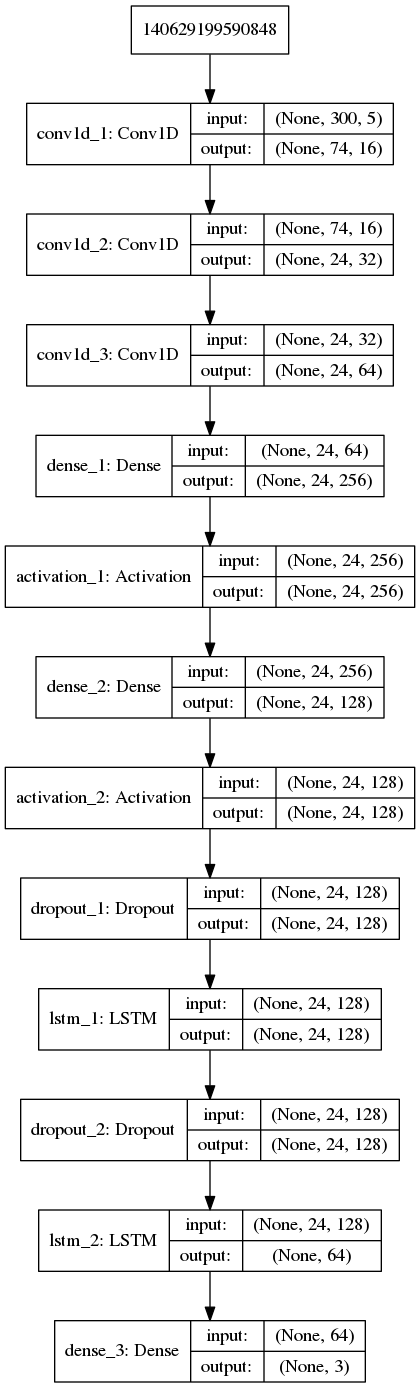 140629199590848
conv1d_1: Conv1D
input: (None, 300, 5)
output: (None, 74, 16)
conv1d_2: Conv1D
input: (None, 74, 16)
output: (None, 24, 32)
conv1d_3: Conv1D
input: (None, 24, 32)
output: (None, 24, 64)
dense_1: Dense
input: (None, 24, 64)
output: (None, 24, 256)
activation_1: Activation
input: (None, 24, 256)
output: (None, 24, 256)
dense_2: Dense
input: (None, 24, 256)
output: (None, 24, 128)
activation_2: Activation
input: (None, 24, 128)
output: (None, 24, 128)
dropout_1: Dropout
input: (None, 24, 128)
output: (None, 24, 128)
lstm_1: LSTM
input: (None, 24, 128)
output: (None, 24, 128)
dropout_2: Dropout
input: (None, 24, 128)
output: (None, 24, 128)
lstm_2: LSTM
input: (None, 24, 128)
output: (None, 64)
dense_3: Dense
input: (None, 64)
output: (None, 3)